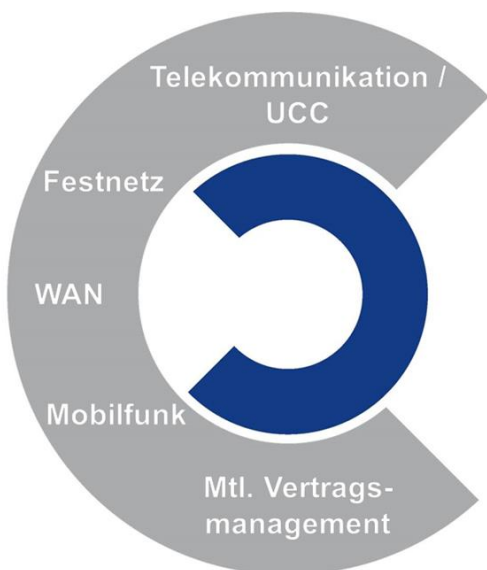 Telekommunikation /
UCC
Festnetz
WAN
Mobilfunk
Mtl. Vertrags-
management